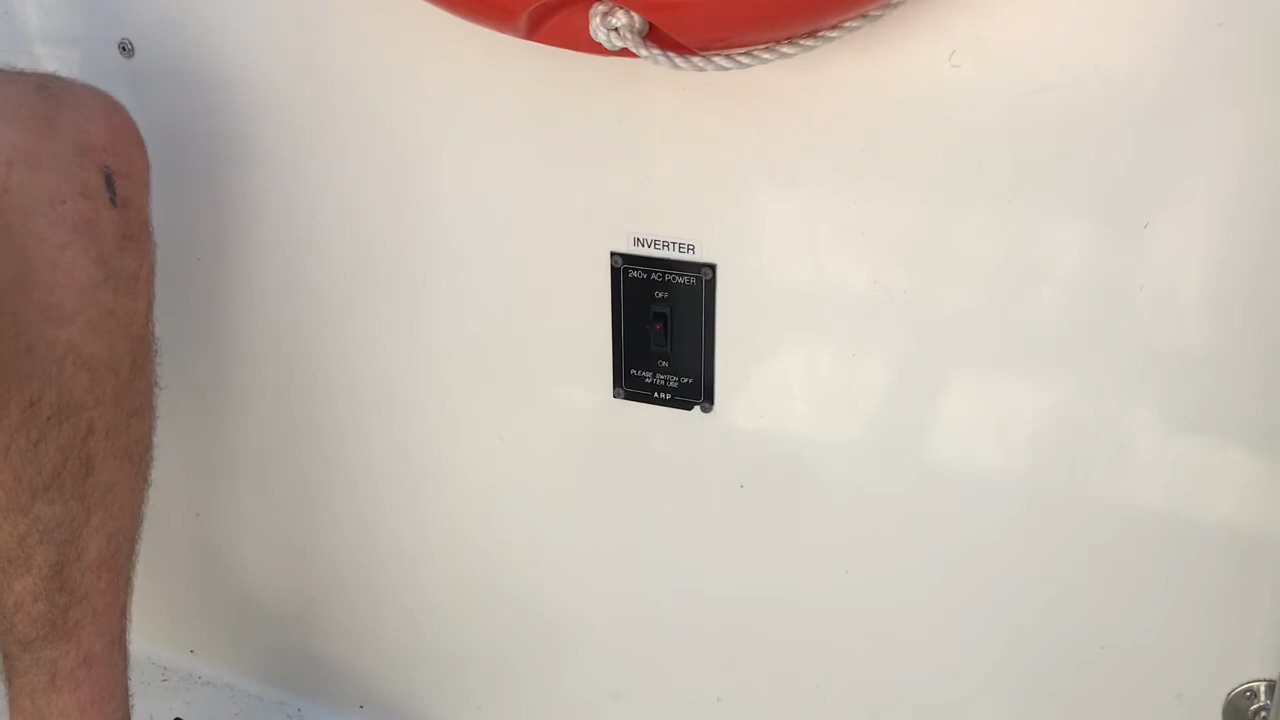 INVERTER
240v AC POWER
OFF
ON
PLEASE SWITCH OFF
AFTER USE
ARP